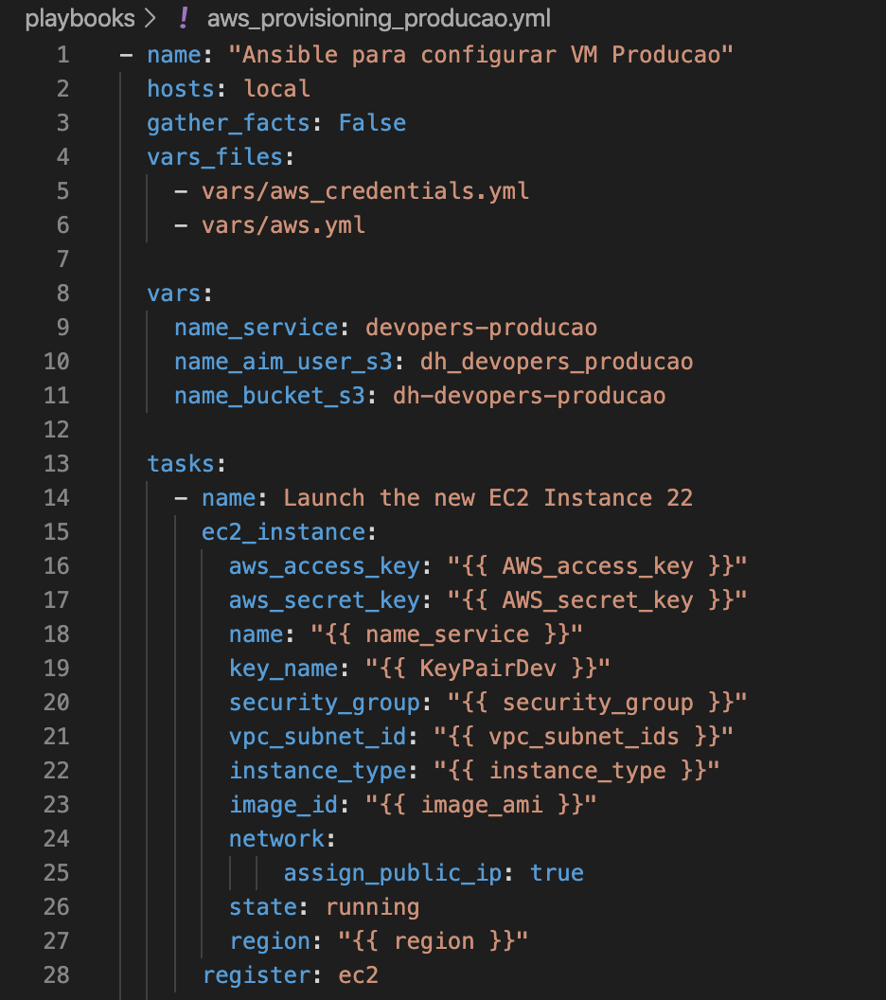 playbooks > ! aws_provisioning_producao.yml
1 - name: "Ansible para configurar VM Producao"
2 hosts: local
3 gather_facts: False
4 vars_files:
5 - vars/aws_credentials.yml
6 - vars/aws.yml
7
8 vars:
9 name_service: devopers-producao
10 name_aim_user_s3: dh_devopers_producao
11 name_bucket_s3: dh-devopers-producao
12
13 tasks:
14 - name: Launch the new EC2 Instance 22
15 ec2_instance:
16 aws_access_key: "{{ AWS_access_key }}"
17 aws_secret_key: "{{ AWS_secret_key }}"
18 name: "{{ name_service }}"
19 key_name: "{{ KeyPairDev }}"
20 security_group: "{{ security_group }}"
21 vpc_subnet_id: "{{ vpc_subnet_ids }}"
22 instance_type: "{{ instance_type }}"
23 image_id: "{{ image_ami }}"
24 network:
25 assign_public_ip: true
26 state: running
27 region: "{{ region }}"
28 register: ec2